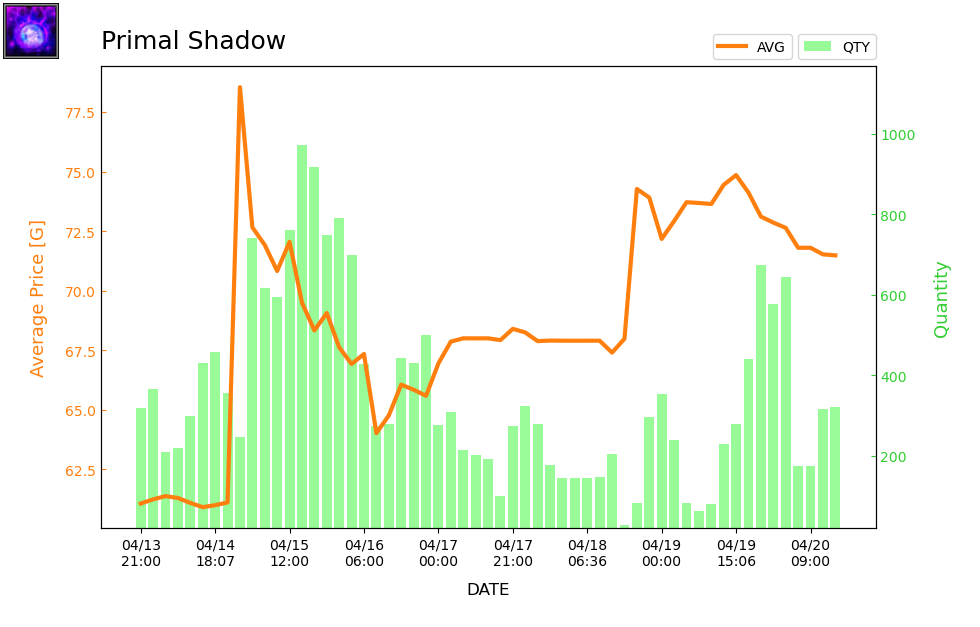 Primal Shadow
AVG
QTY
Average Price [G]
77.5
75.0
72.5
70.0
67.5
65.0
62.5
1000
800
600
400
200
Quantity
04/13 04/14 04/15 04/16 04/17 04/17 04/18 04/19 04/19 04/20
21:00 18:07 12:00 06:00 00:00 21:00 06:36 00:00 15:06 09:00
DATE